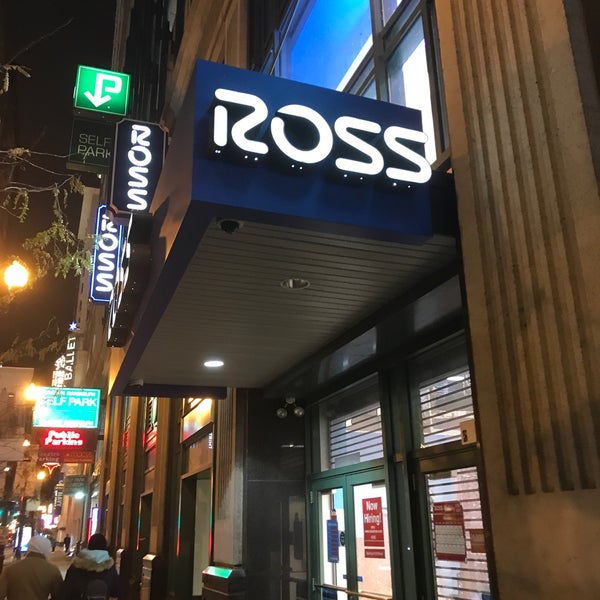 ROSS
P
SELF
PARK
ROSS
ROSS
BALLET
SELF PARK
Public
Parking
Now
Hiring!